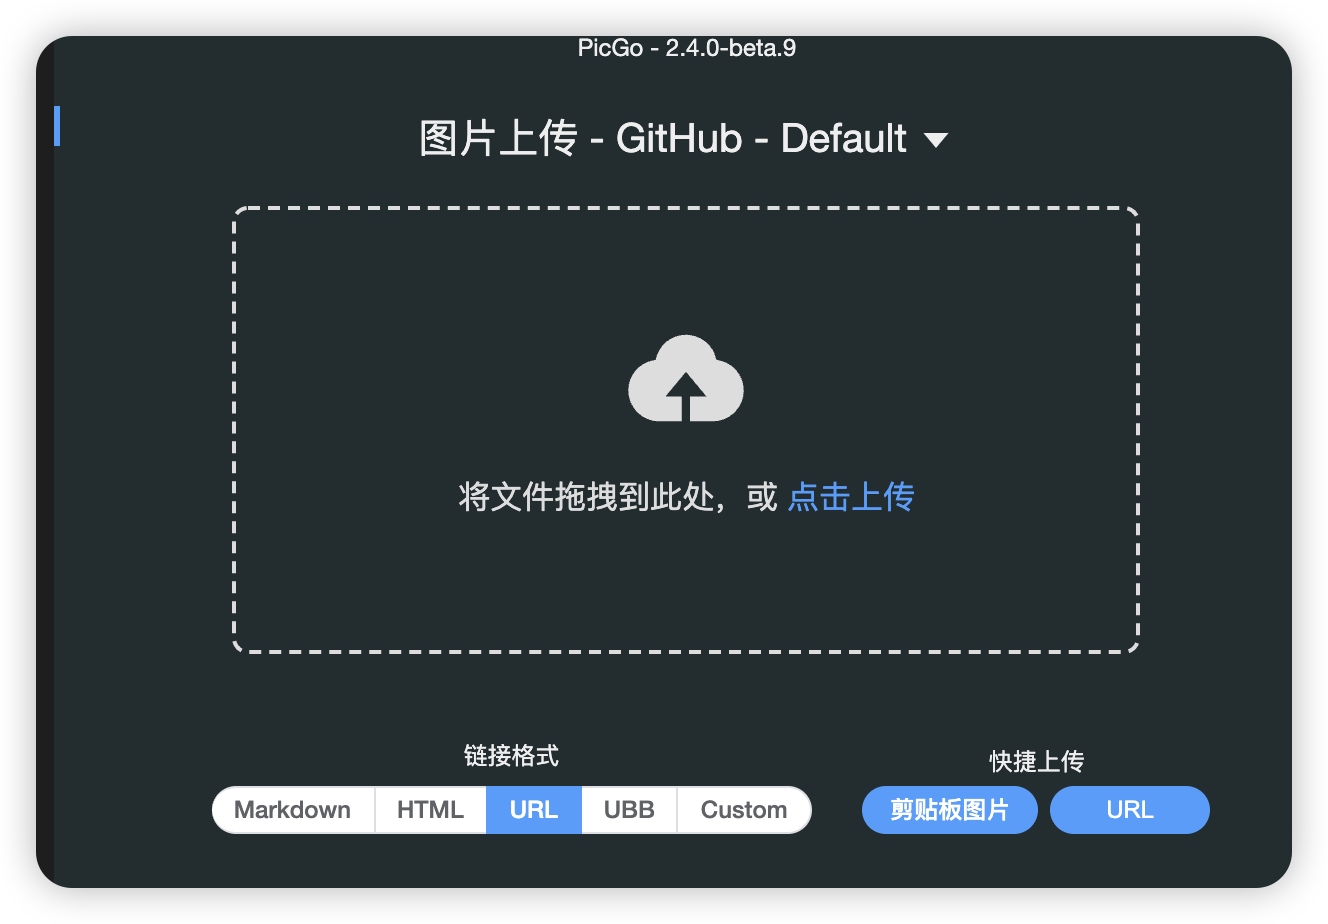 PicGo - 2.4.0-beta.9
图片上传 - GitHub - Default
将文件拖拽到此处，或 点击上传
链接格式
快捷上传
Markdown HTML URL UBB Custom
剪贴板图片 URL